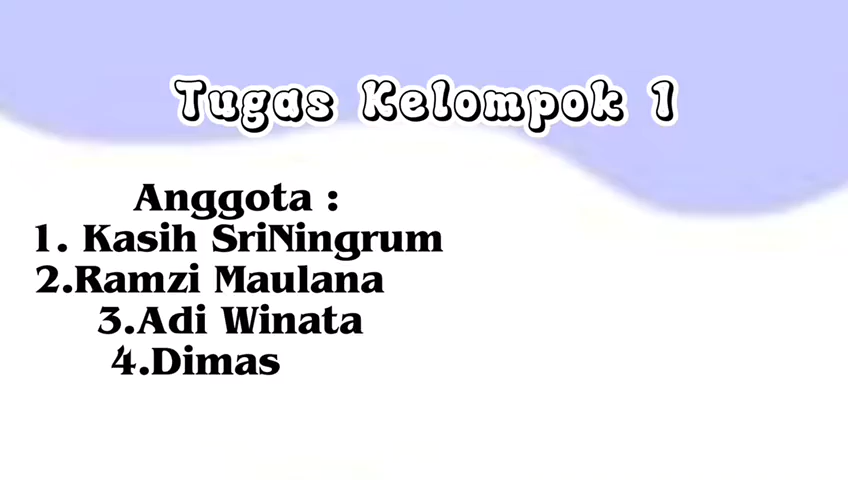 Tugas Kelompok 1
Anggota :
1. Kasih SriNingrum
2.Ramzi Maulana
3.Adi Winata
4.Dimas